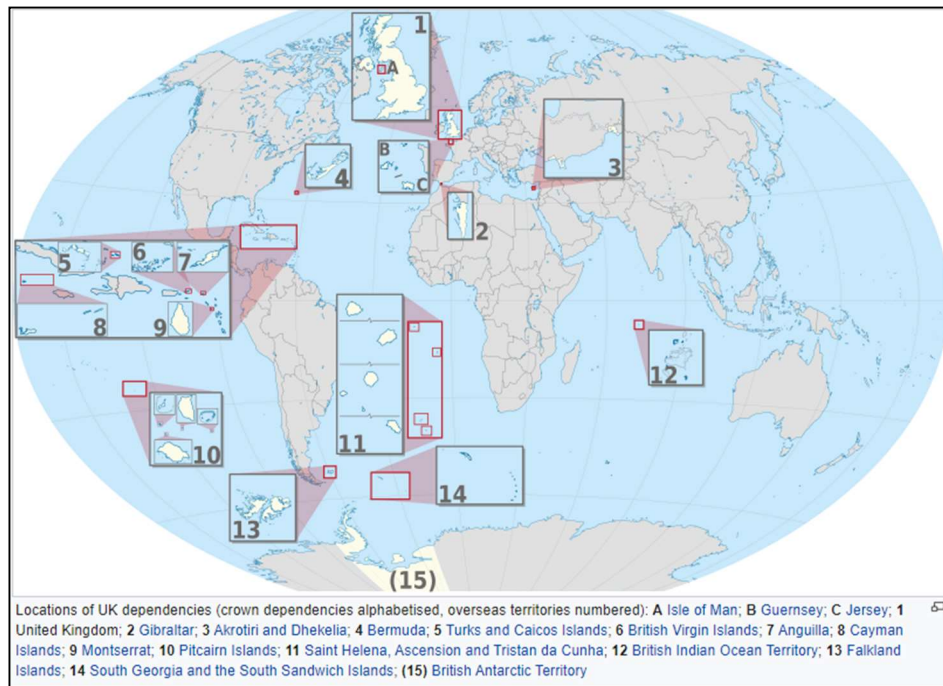 1
A
B
C
4
3
2
5
6
7
8
9
10
11
12
13
14
(15)
Locations of UK dependencies (crown dependencies alphabetised, overseas territories numbered): A Isle of Man; B Guernsey; C Jersey; 1
United Kingdom; 2 Gibraltar; 3 Akrotiri and Dhekelia; 4 Bermuda; 5 Turks and Caicos Islands; 6 British Virgin Islands; 7 Anguilla; 8 Cayman
Islands; 9 Montserrat; 10 Pitcairn Islands; 11 Saint Helena, Ascension and Tristan da Cunha; 12 British Indian Ocean Territory; 13 Falkland
Islands; 14 South Georgia and the South Sandwich Islands; (15) British Antarctic Territory